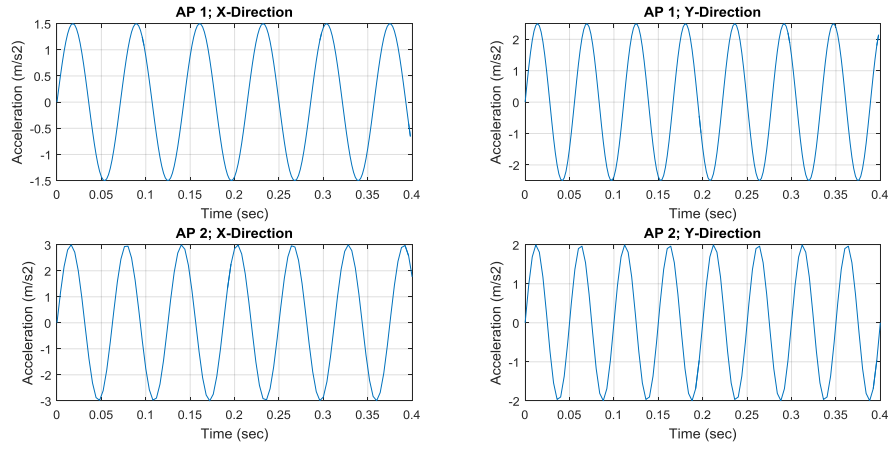 AP 1; X-Direction
Acceleration (m/s2)
1.5
1
0.5
0
-0.5
-1
-1.5
0 0.05 0.1 0.15 0.2 0.25 0.3 0.35 0.4
Time (sec)
AP 1; Y-Direction
Acceleration (m/s2)
2
1
0
-1
-2
0 0.05 0.1 0.15 0.2 0.25 0.3 0.35 0.4
Time (sec)
AP 2; X-Direction
Acceleration (m/s2)
3
2
1
0
-1
-2
-3
0 0.05 0.1 0.15 0.2 0.25 0.3 0.35 0.4
Time (sec)
AP 2; Y-Direction
Acceleration (m/s2)
2
1
0
-1
-2
0 0.05 0.1 0.15 0.2 0.25 0.3 0.35 0.4
Time (sec)